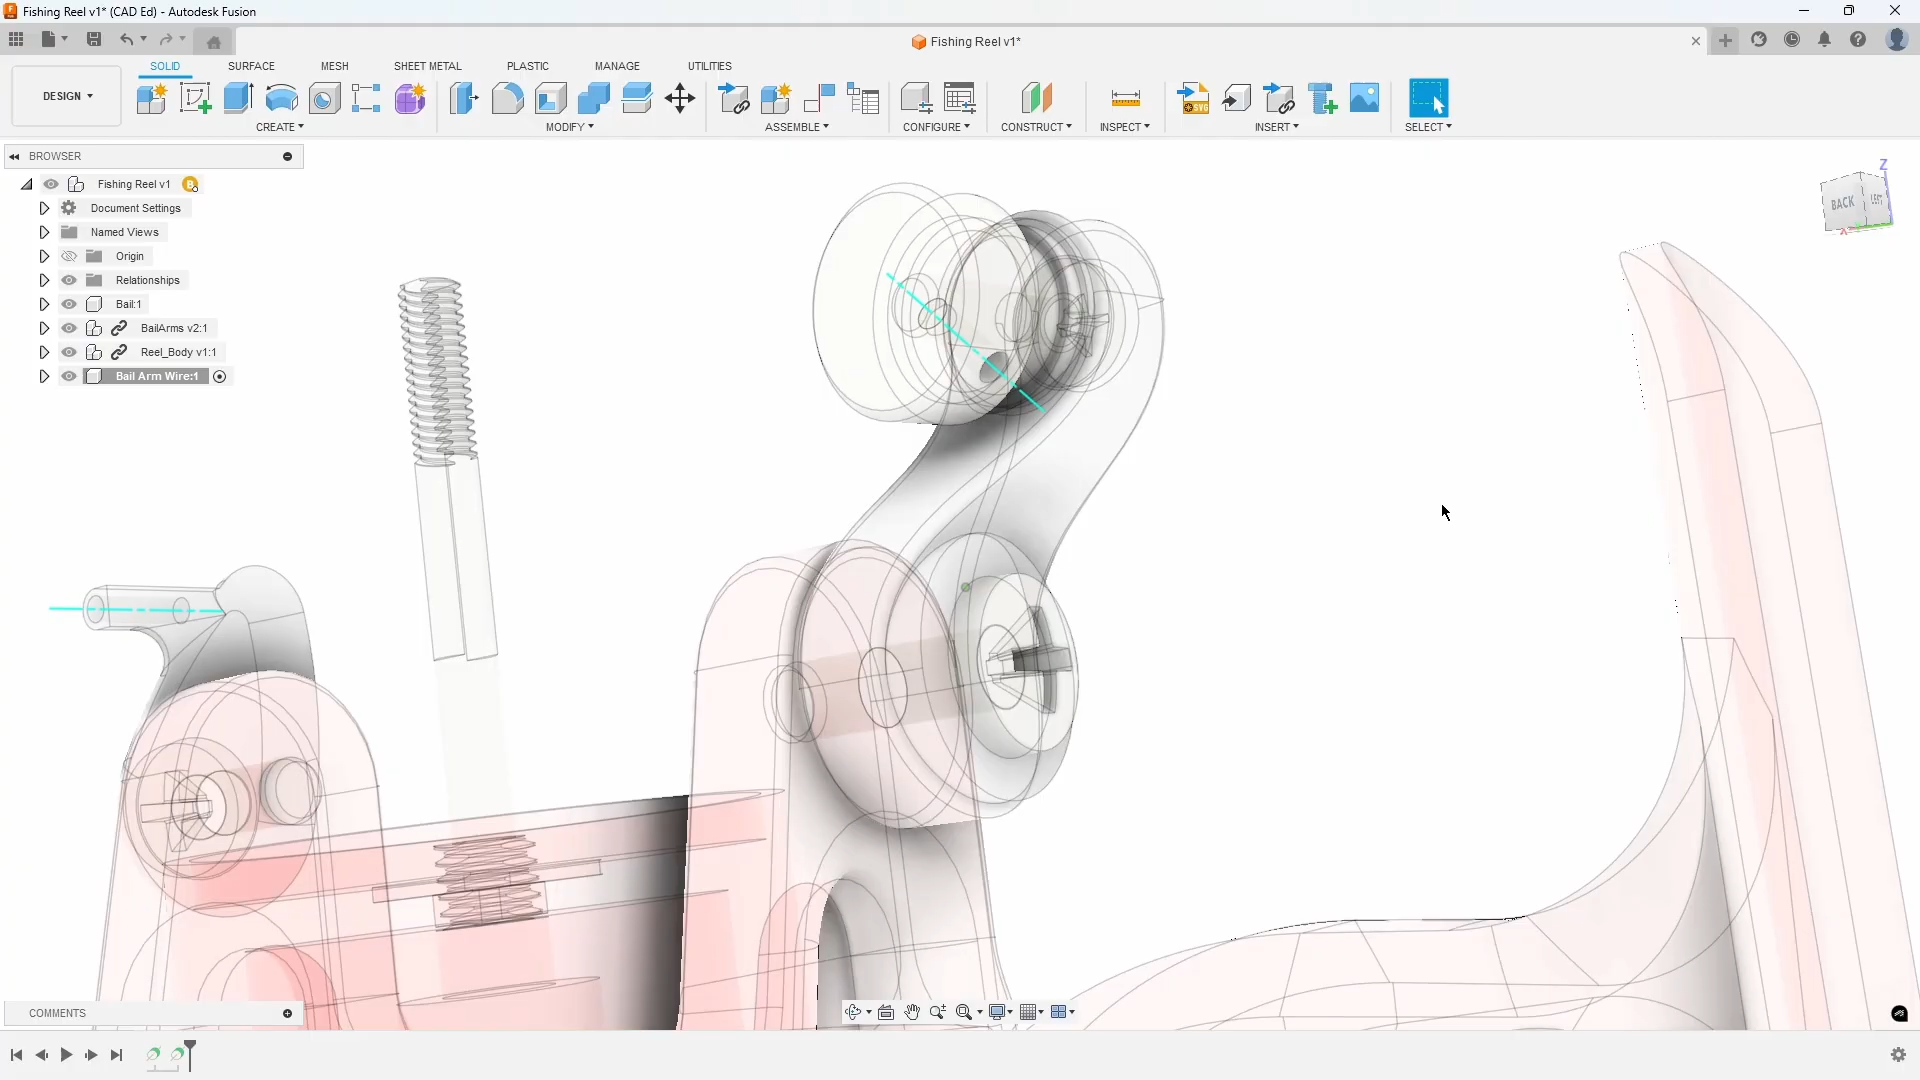 Fishing Reel v1* (CAD Ed) - Autodesk Fusion
Fishing Reel v1*
SOLID SURFACE MESH SHEET METAL PLASTIC MANAGE UTILITIES
DESIGN
SVG
CREATE MODIFY ASSEMBLE CONFIGURE CONSTRUCT INSPECT INSERT SELECT
BROWSER
Fishing Reel v1
Document Settings
Named Views
Origin
Relationships
Bail:1
BailArms v2:1
Reel_Body v1:1
Bail Arm Wire:1
Z
BACK LEFT
X
COMMENTS